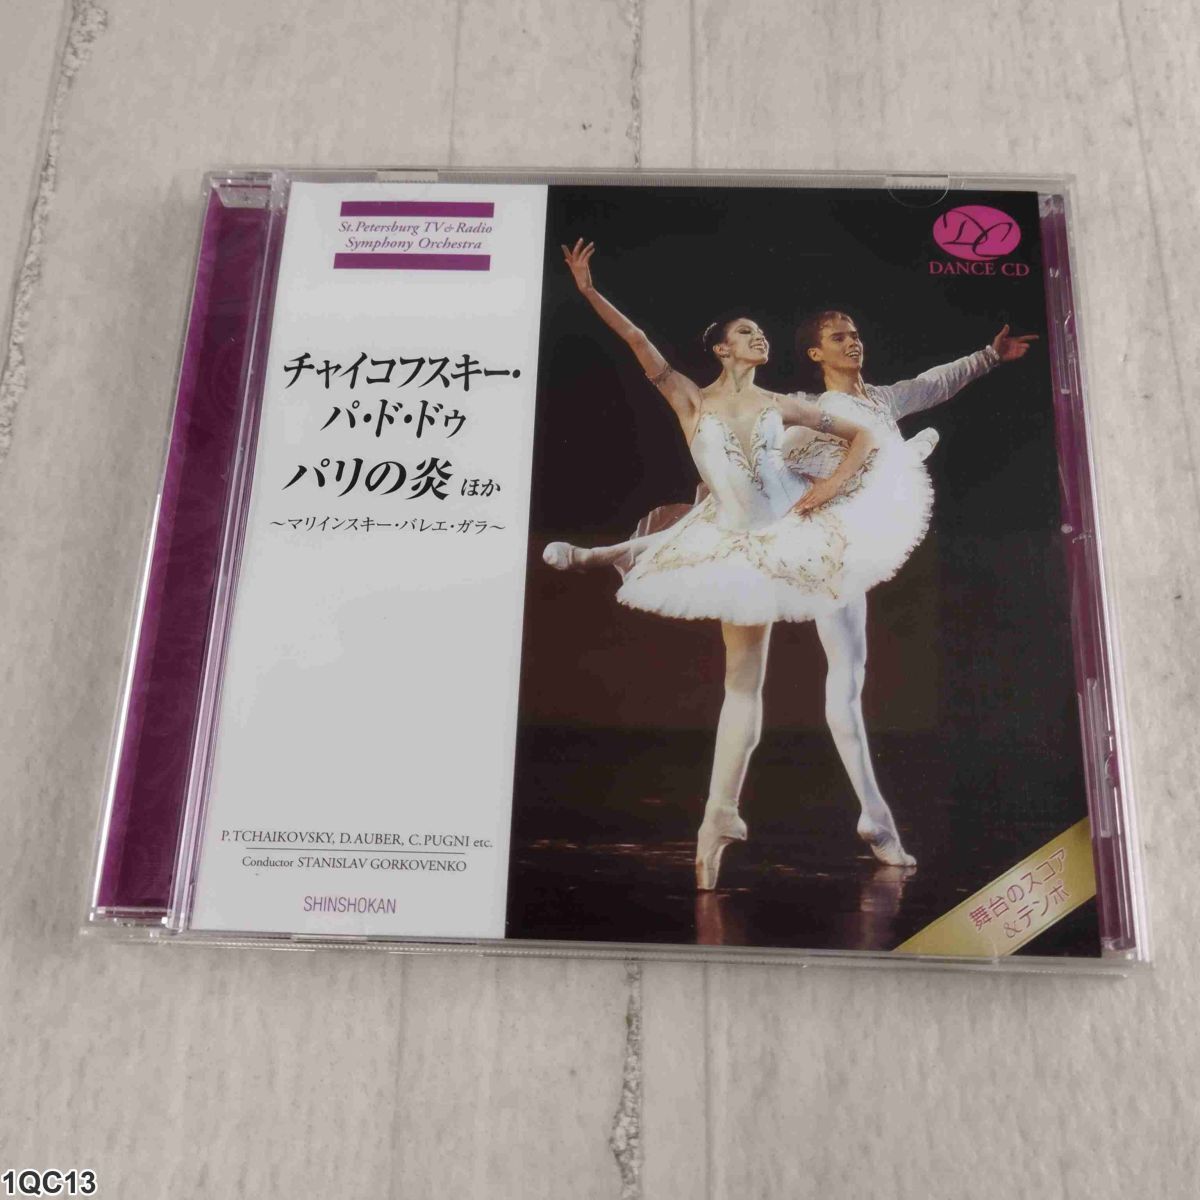 St. Petersburg TV & Radio
Symphony Orchestra
チャイコフスキー・
パ・ド・ドゥ
パリの炎 ほか
～マリインスキー・バレエ・ガラ～
P. TCHAIKOVSKY, D. AUBER, C. PUGNI etc.
Conductor STANISLAV GORKOVENKO
SHINSHOKAN
DC
DANCE CD
舞台のスコア
&テンポ
1QC13